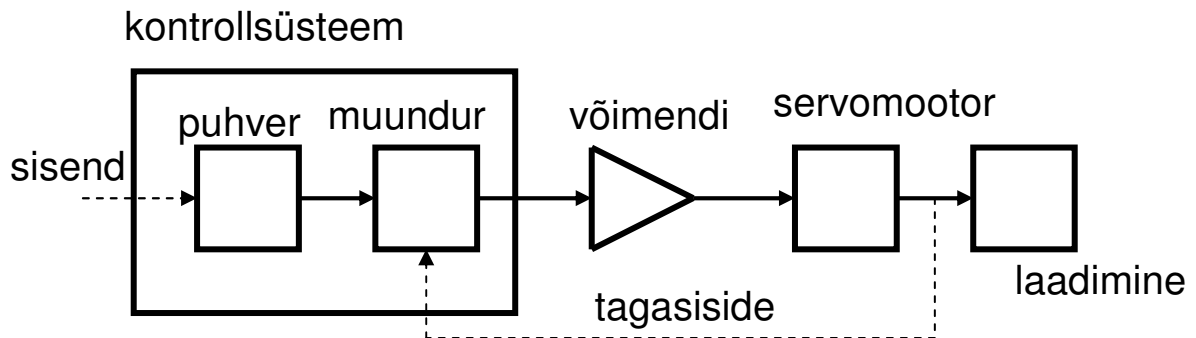 kontrollsüsteem
puhver
muundur
võimendi
servomootor
sisend
laadimine
tagasiside